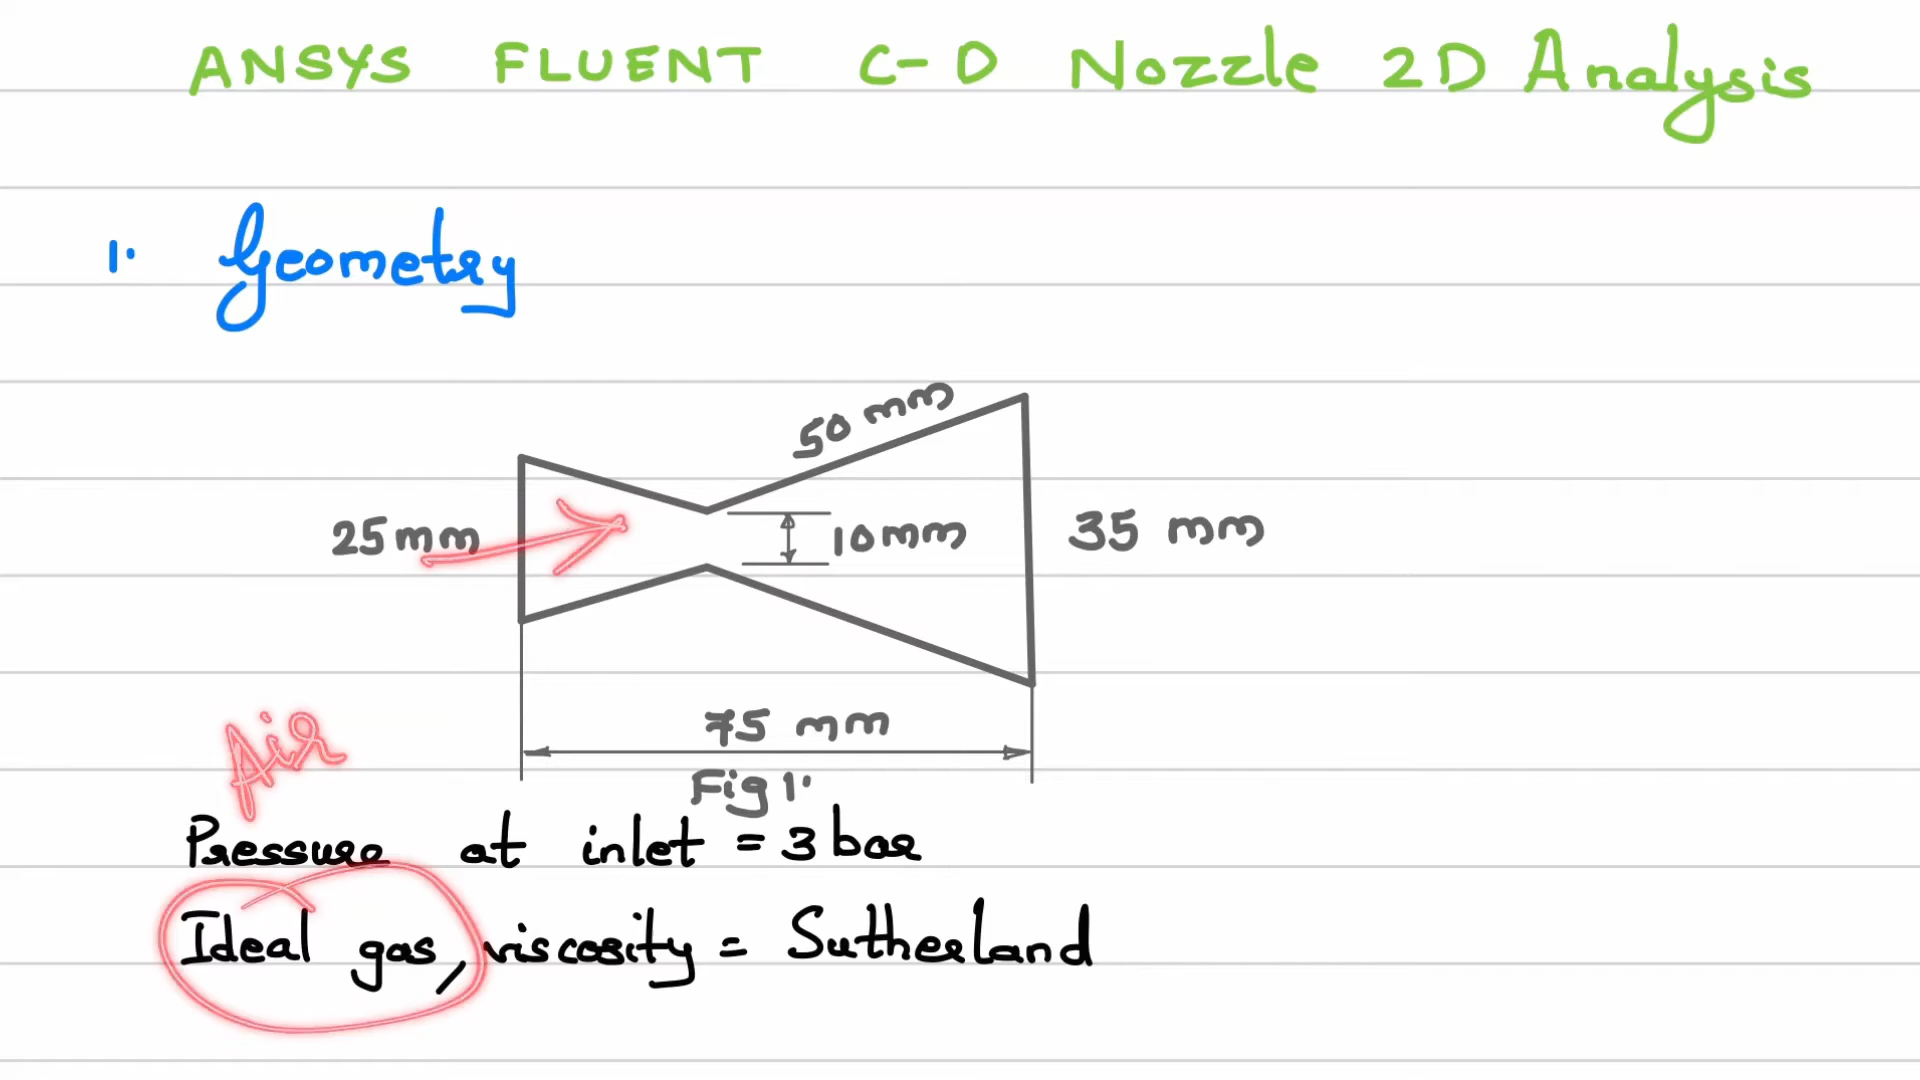 ANSYS FLUENT C-D Nozzle 2D Analysis
1. Geometry
50 mm
25mm
10mm
35 mm
75 mm
Fig 1.
Air
Pressure at inlet = 3 bar
Ideal gas, viscosity = Sutherland